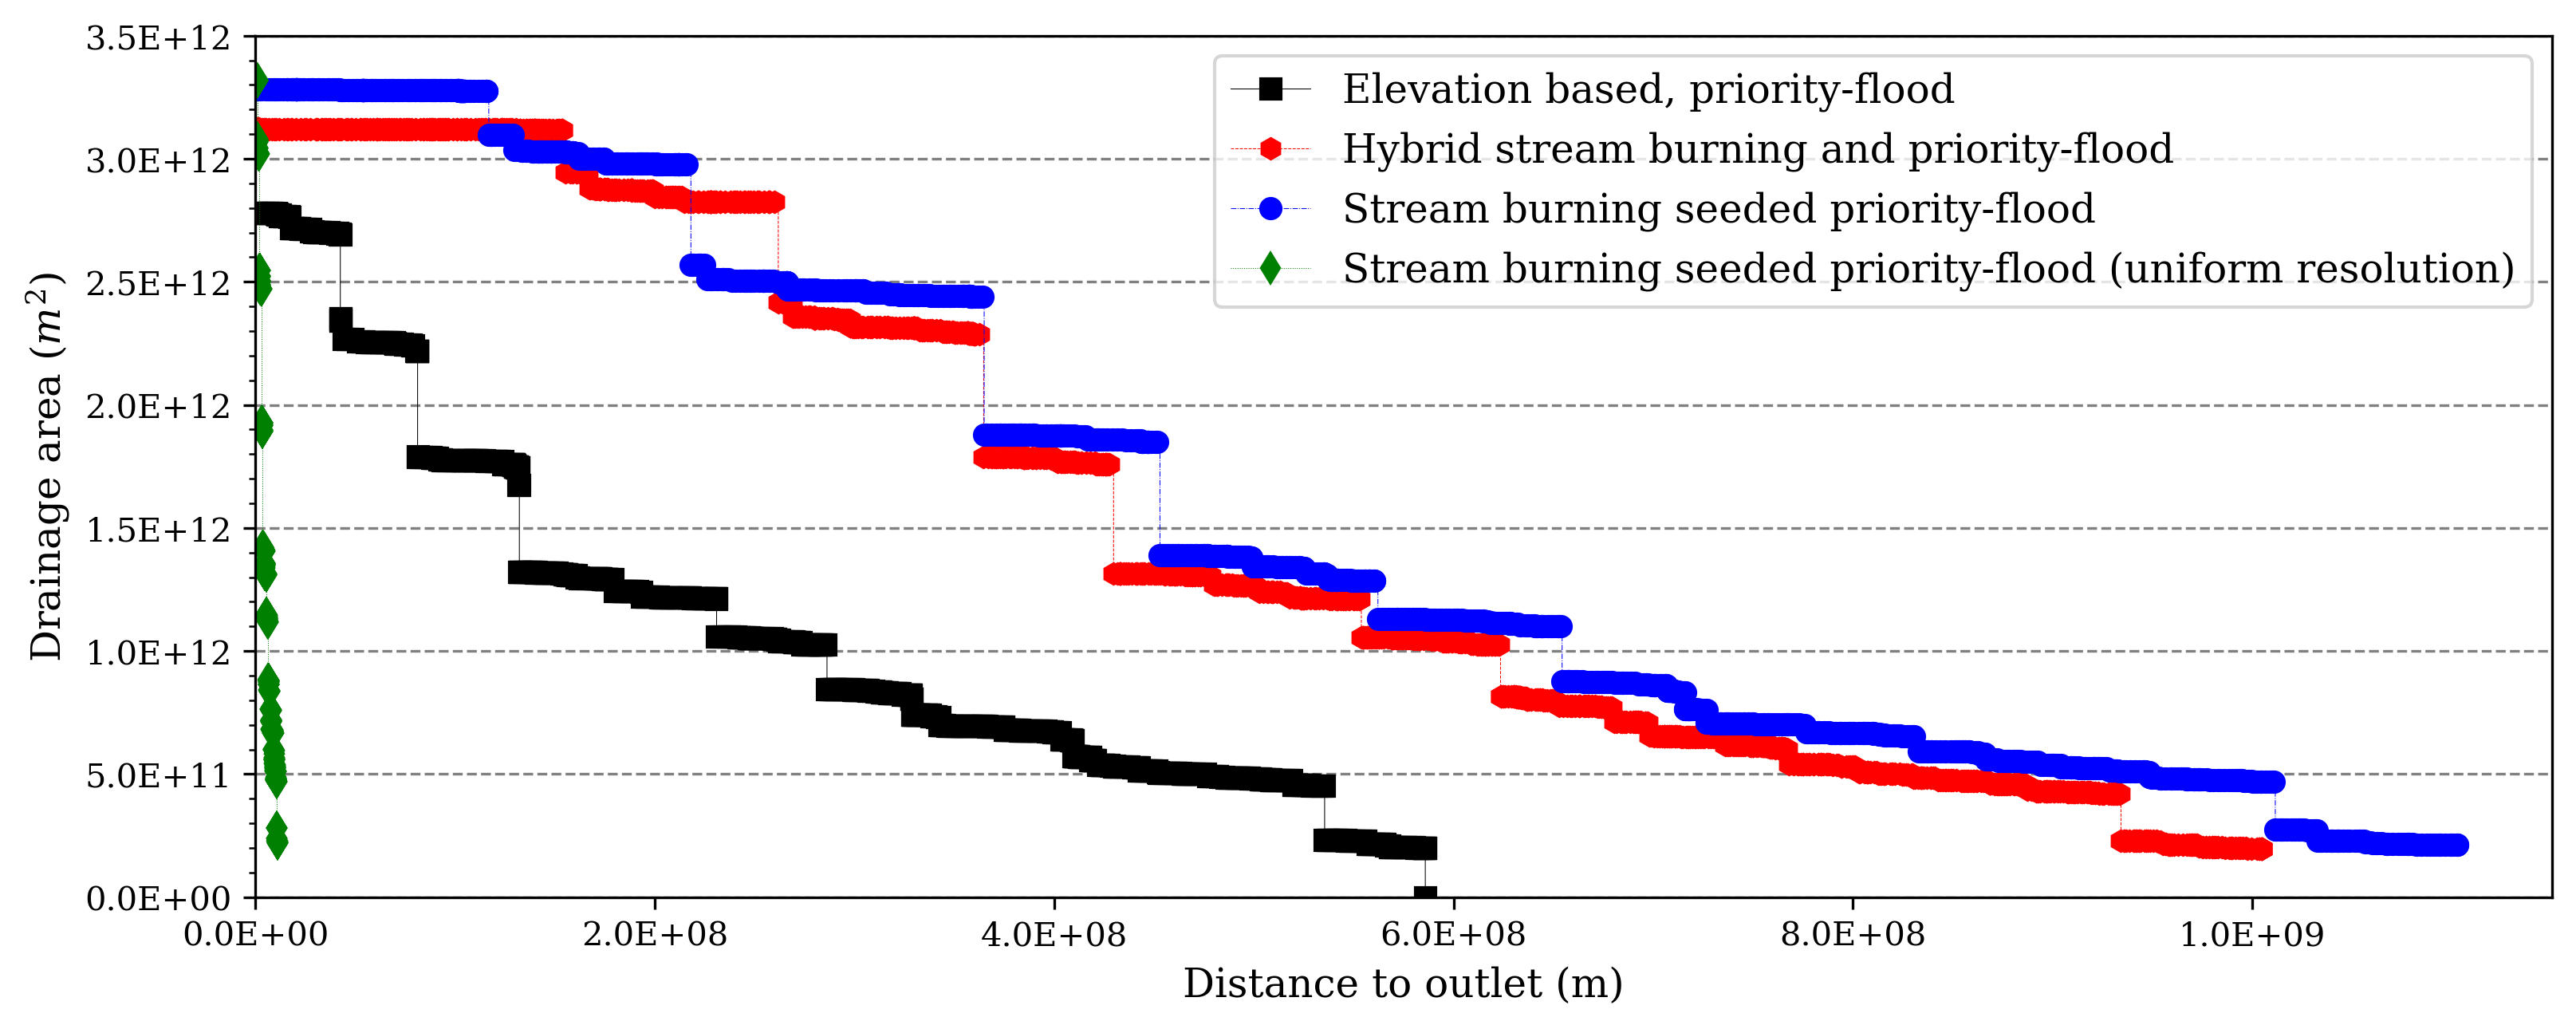 3.5E+12
3.0E+12
2.5E+12
2.0E+12
1.5E+12
1.0E+12
5.0E+11
0.0E+00
Drainage area (m²)
Elevation based, priority-flood
Hybrid stream burning and priority-flood
Stream burning seeded priority-flood
Stream burning seeded priority-flood (uniform resolution)
0.0E+00 2.0E+08 4.0E+08 6.0E+08 8.0E+08 1.0E+09
Distance to outlet (m)